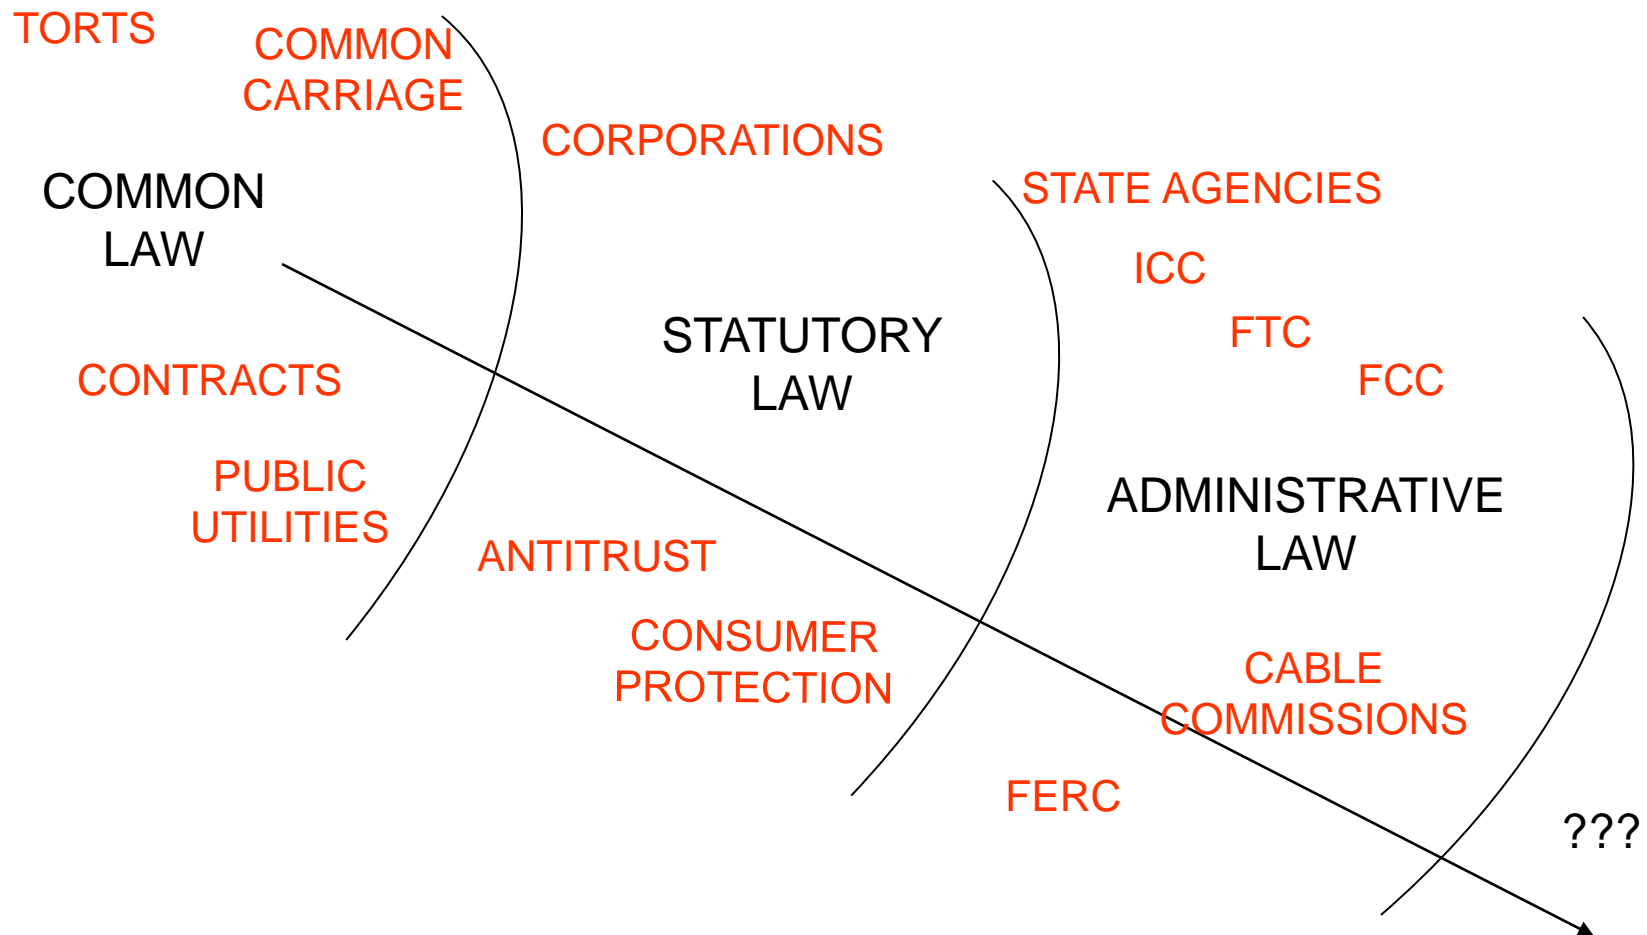 TORTS
COMMON
CARRIAGE
CORPORATIONS
COMMON
LAW
STATE AGENCIES
ICC
STATUTORY
LAW
FTC
FCC
CONTRACTS
PUBLIC
UTILITIES
ADMINISTRATIVE
LAW
ANTITRUST
CONSUMER
PROTECTION
CABLE
COMMISSIONS
FERC
???